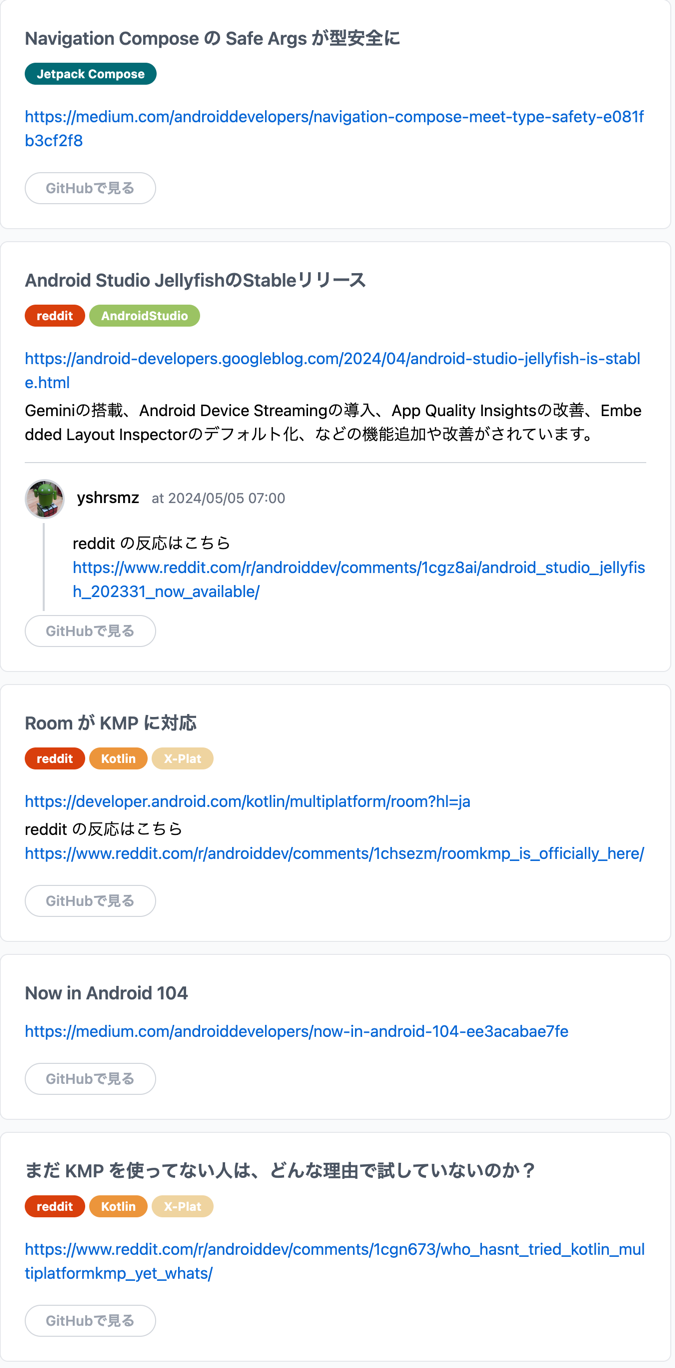 Navigation Compose の Safe Args が型安全に
Jetpack Compose
https://medium.com/androiddevelopers/navigation-compose-meet-type-safety-e081f
b3cf2f8
GitHubで見る
Android Studio JellyfishのStableリリース
reddit AndroidStudio
https://android-developers.googleblog.com/2024/04/android-studio-jellyfish-is-stabl
e.html
Geminiの搭載、Android Device Streamingの導入、App Quality Insightsの改善、Embe
dded Layout Inspectorのデフォルト化、などの機能追加や改善がされています。
yshrsmz at 2024/05/05 07:00
reddit の反応はこちら
https://www.reddit.com/r/androiddev/comments/1cgz8ai/android_studio_jellyfis
h_202331_now_available/
GitHubで見る
Room が KMP に対応
reddit Kotlin X-Plat
https://developer.android.com/kotlin/multiplatform/room?hl=ja
reddit の反応はこちら
https://www.reddit.com/r/androiddev/comments/1chsezm/roomkmp_is_officially_here/
GitHubで見る
Now in Android 104
https://medium.com/androiddevelopers/now-in-android-104-ee3acabae7fe
GitHubで見る
まだ KMP を使ってない人は、どんな理由で試していないのか？
reddit Kotlin X-Plat
https://www.reddit.com/r/androiddev/comments/1cgn673/who_hasnt_tried_kotlin_mul
tiplatformkmp_yet_whats/
GitHubで見る